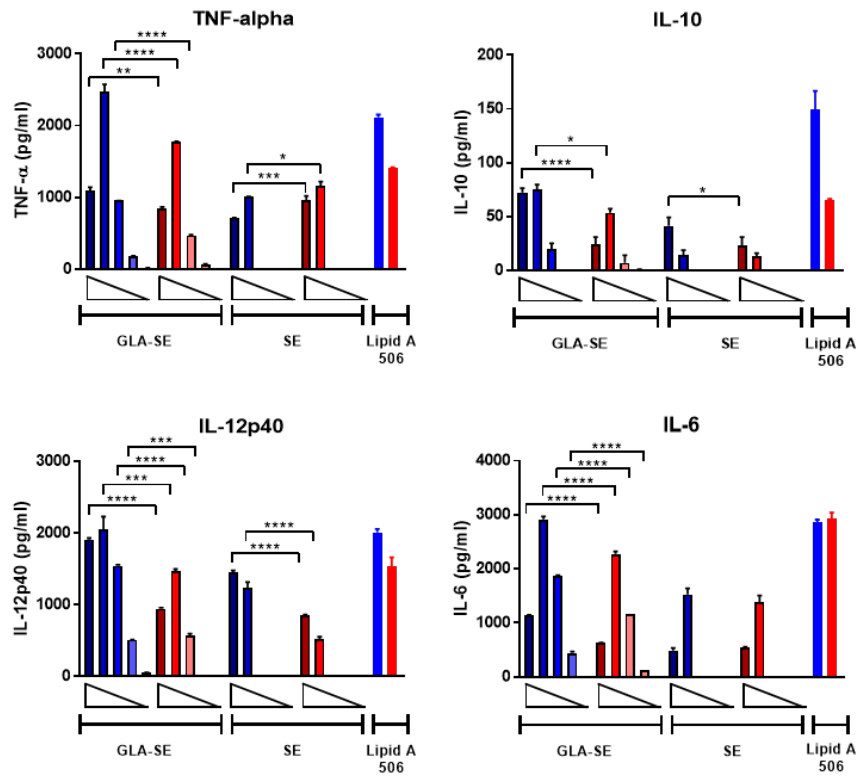 TNF-alpha
TNF-α (pg/ml)
3000
2000
1000
0
****
****
**
*
***
GLA-SE
SE
Lipid A
506
IL-10
IL-10 (pg/ml)
200
150
100
50
0
*
****
*
GLA-SE
SE
Lipid A
506
IL-12p40
IL-12p40 (pg/ml)
3000
2000
1000
0
***
****
***
****
****
****
GLA-SE
SE
Lipid A
506
IL-6
IL-6 (pg/ml)
4000
3000
2000
1000
0
****
****
****
****
GLA-SE
SE
Lipid A
506